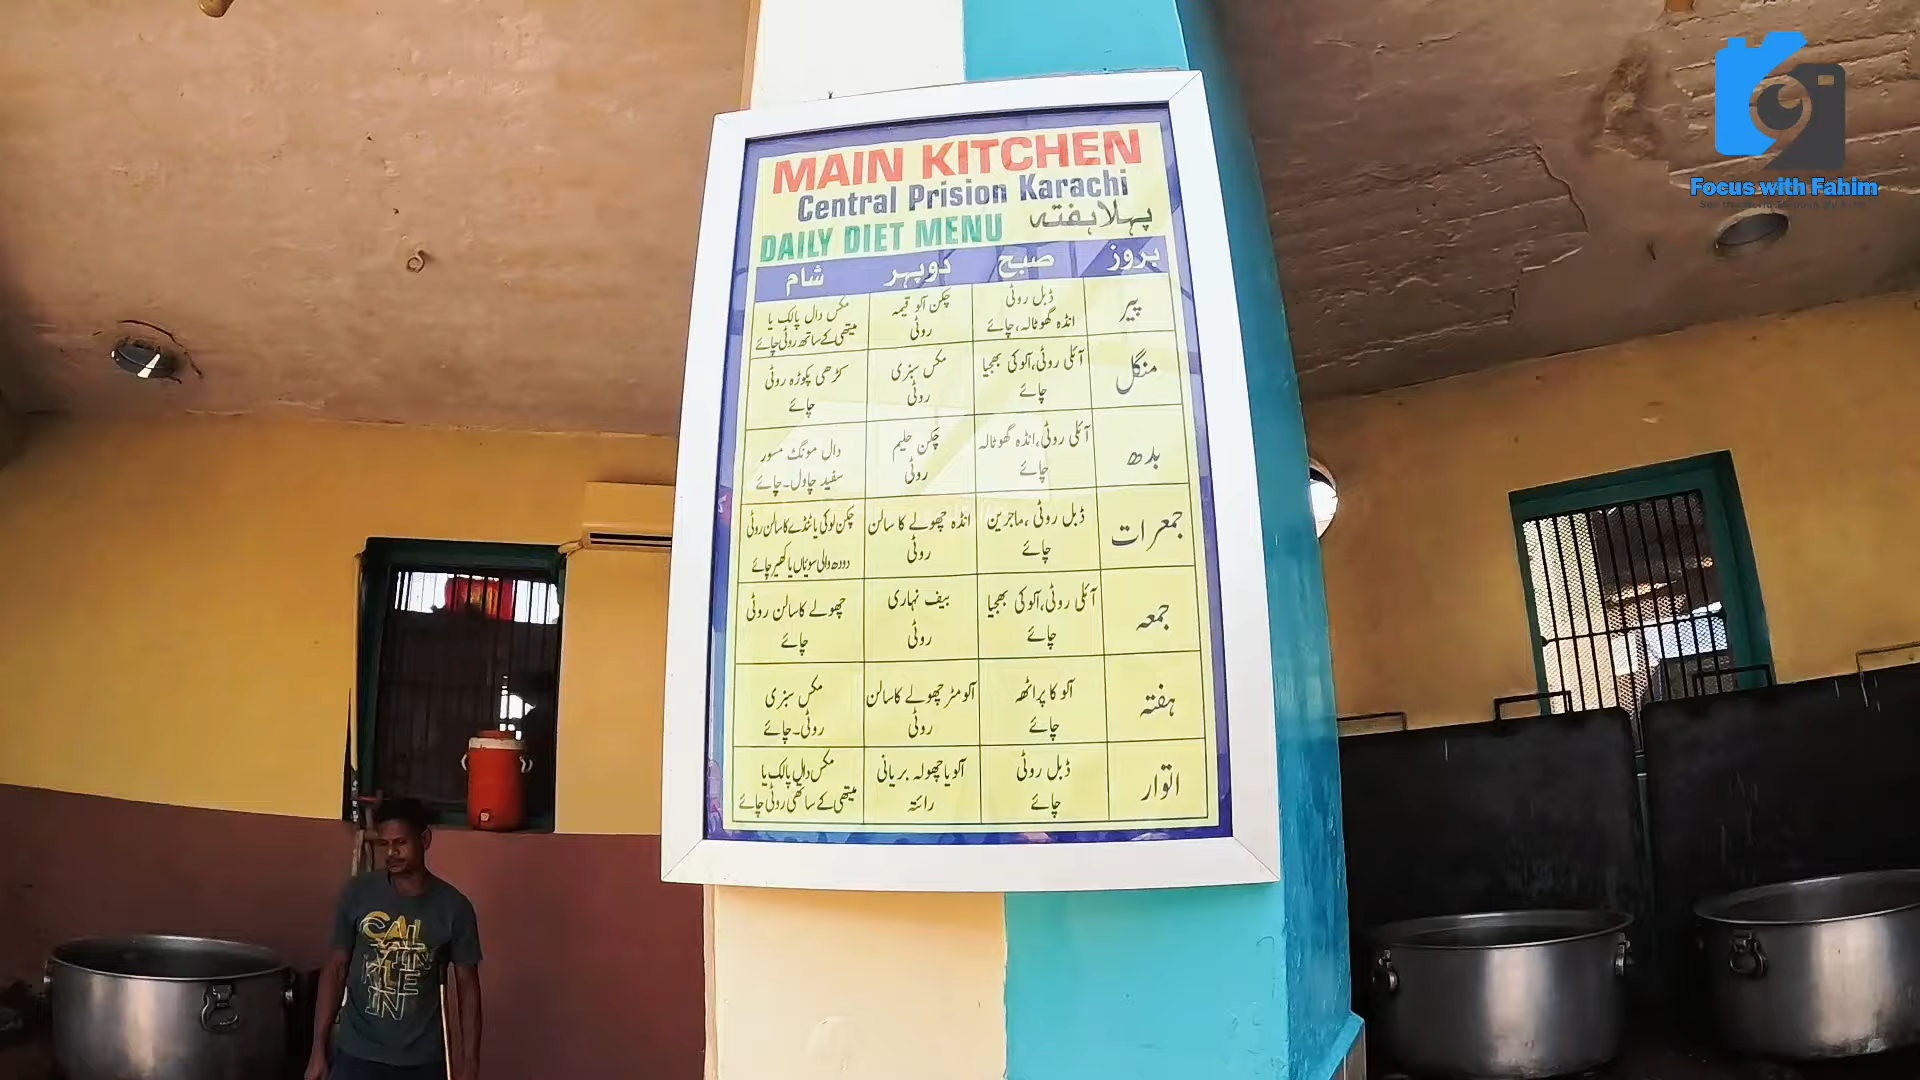 MAIN KITCHEN
Central Prision Karachi
DAILY DIET MENU پہلا ہفتہ
بروز صبح دوپہر شام
پیر
ڈبل روٹی
انڈہ گھوٹالہ، چائے
چکن آلو قیمہ
روٹی
مکس دال پالک یا
میتھی کے ساتھ روٹی چائے
منگل
آئلی روٹی، آلو کی بھجیا
چائے
مکس سبزی
روٹی
کڑھی پکوڑہ روٹی
چائے
بدھ
آئلی روٹی، انڈہ گھوٹالہ
چائے
چکن حلیم
روٹی
دال مونگ مسور
سفید چاول۔ چائے
جمعرات
ڈبل روٹی ، ماجرین
چائے
انڈہ چھولے کا سالن
روٹی
چکن لوکی یا ٹنڈے کا سالن روٹی
دودھ والی سویاں یا کھیر چائے
جمعہ
آئلی روٹی، آلو کی بھجیا
چائے
بیف نہاری
روٹی
چھولے کا سالن روٹی
چائے
ہفتہ
آلو کا پراٹھہ
چائے
آلو مٹر چھولے کا سالن
روٹی
مکس سبزی
روٹی۔ چائے
اتوار
ڈبل روٹی
چائے
آلو یا چھولہ بریانی
رائتہ
مکس دال پالک یا
میتھی کے ساتھی روٹی چائے
Focus with Fahim
CAL
VIN
KLE
IN